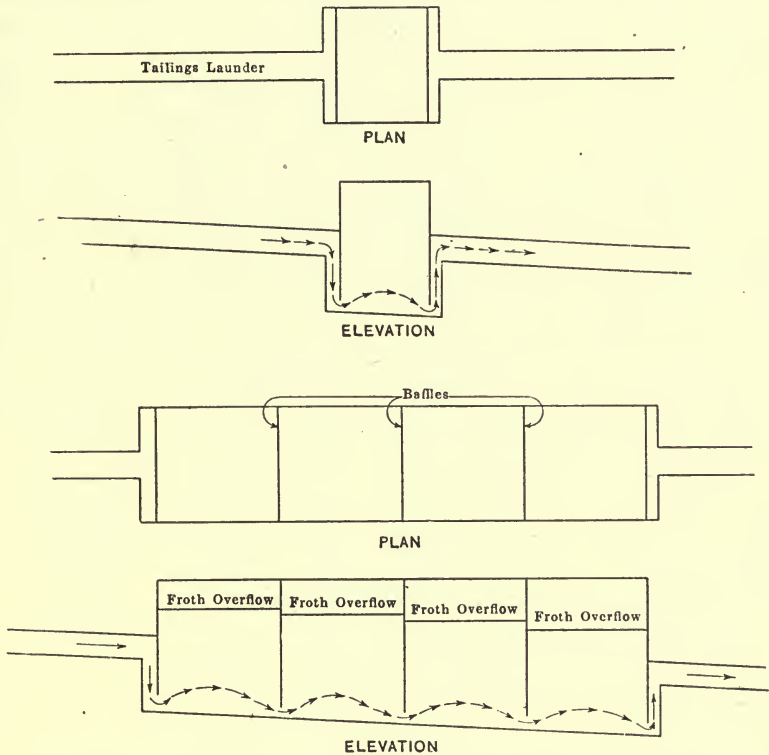 Tailings Launder
PLAN
ELEVATION
Baffles
PLAN
Froth Overflow
Froth Overflow
Froth Overflow
Froth Overflow
ELEVATION